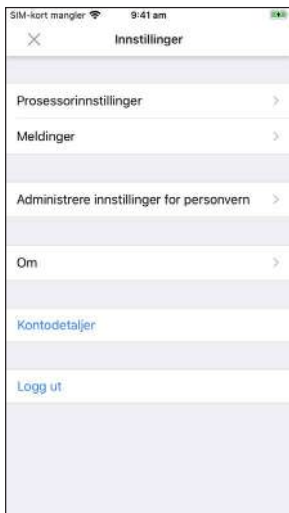 SIM-kort mangler 9:41 am
Innstillinger
Prosessorinnstillinger
Meldinger
Administrere innstillinger for personvern
Om
Kontodetaljer
Logg ut